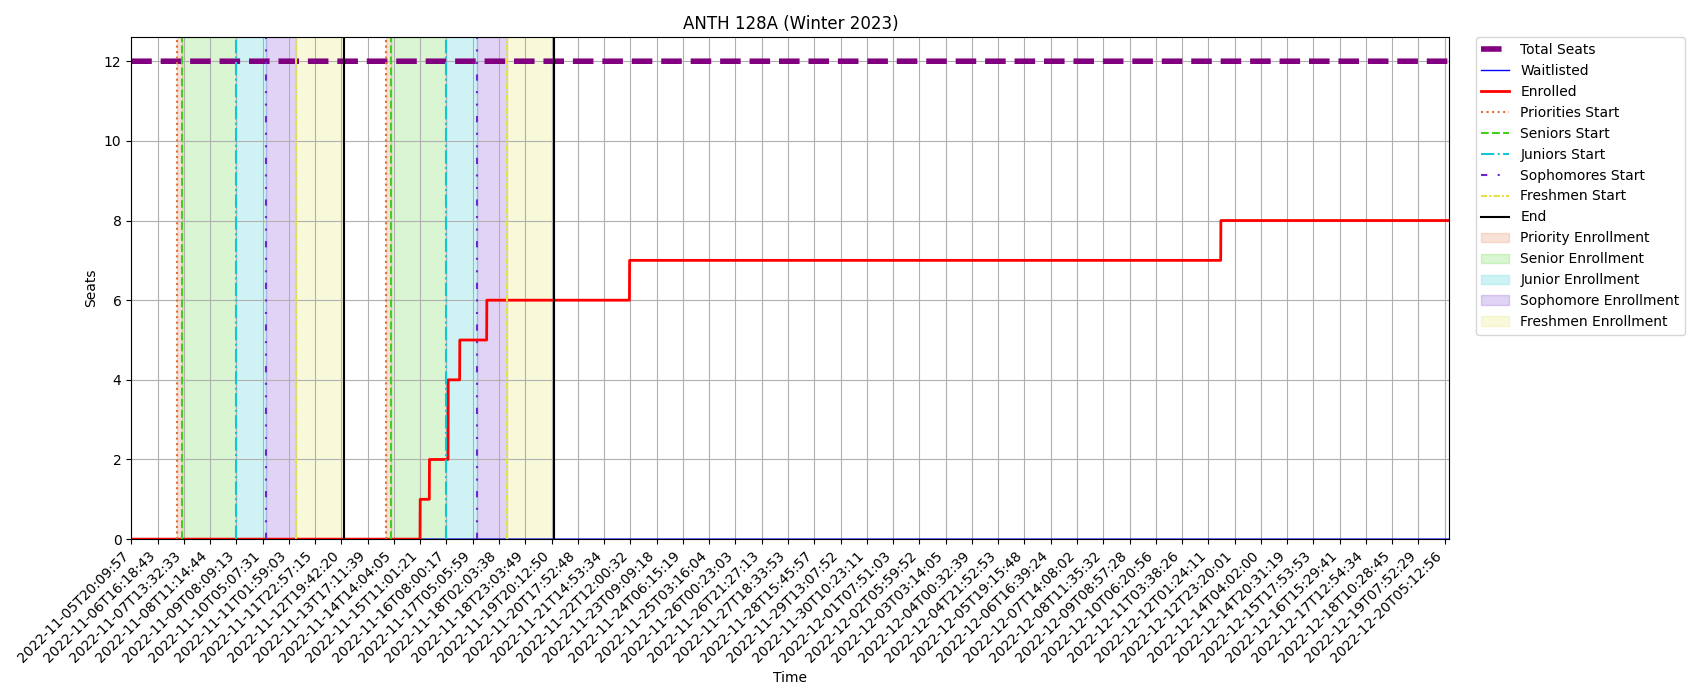 ANTH 128A (Winter 2023)
Total Seats
Waitlisted
Enrolled
Priorities Start
Seniors Start
Juniors Start
Sophomores Start
Freshmen Start
End
Priority Enrollment
Senior Enrollment
Junior Enrollment
Sophomore Enrollment
Freshmen Enrollment
Seats
12
10
8
6
4
2
0
2022-11-05T20:09:57
2022-11-06T16:18:43
2022-11-07T13:32:33
2022-11-08T11:14:44
2022-11-09T08:09:13
2022-11-10T05:07:31
2022-11-11T01:59:03
2022-11-11T22:57:15
2022-11-12T19:42:20
2022-11-13T17:11:39
2022-11-14T14:04:05
2022-11-15T11:01:21
2022-11-16T08:00:17
2022-11-17T05:05:59
2022-11-18T02:03:38
2022-11-18T23:03:49
2022-11-19T20:12:50
2022-11-20T17:52:48
2022-11-21T14:53:34
2022-11-22T12:00:32
2022-11-23T09:09:18
2022-11-24T06:15:19
2022-11-25T03:16:04
2022-11-26T00:23:03
2022-11-26T21:27:13
2022-11-27T18:33:53
2022-11-28T15:45:57
2022-11-29T13:07:52
2022-11-30T10:23:11
2022-12-01T07:51:03
2022-12-02T05:59:52
2022-12-03T03:14:05
2022-12-04T00:32:39
2022-12-04T21:52:53
2022-12-05T19:15:48
2022-12-06T16:39:24
2022-12-07T14:08:02
2022-12-08T11:35:32
2022-12-09T08:57:28
2022-12-10T06:20:56
2022-12-11T03:38:26
2022-12-12T01:24:11
2022-12-12T23:20:01
2022-12-14T04:02:00
2022-12-14T20:31:19
2022-12-15T17:53:53
2022-12-16T15:29:41
2022-12-17T12:54:34
2022-12-18T10:28:45
2022-12-19T07:52:29
2022-12-20T05:12:56
Time